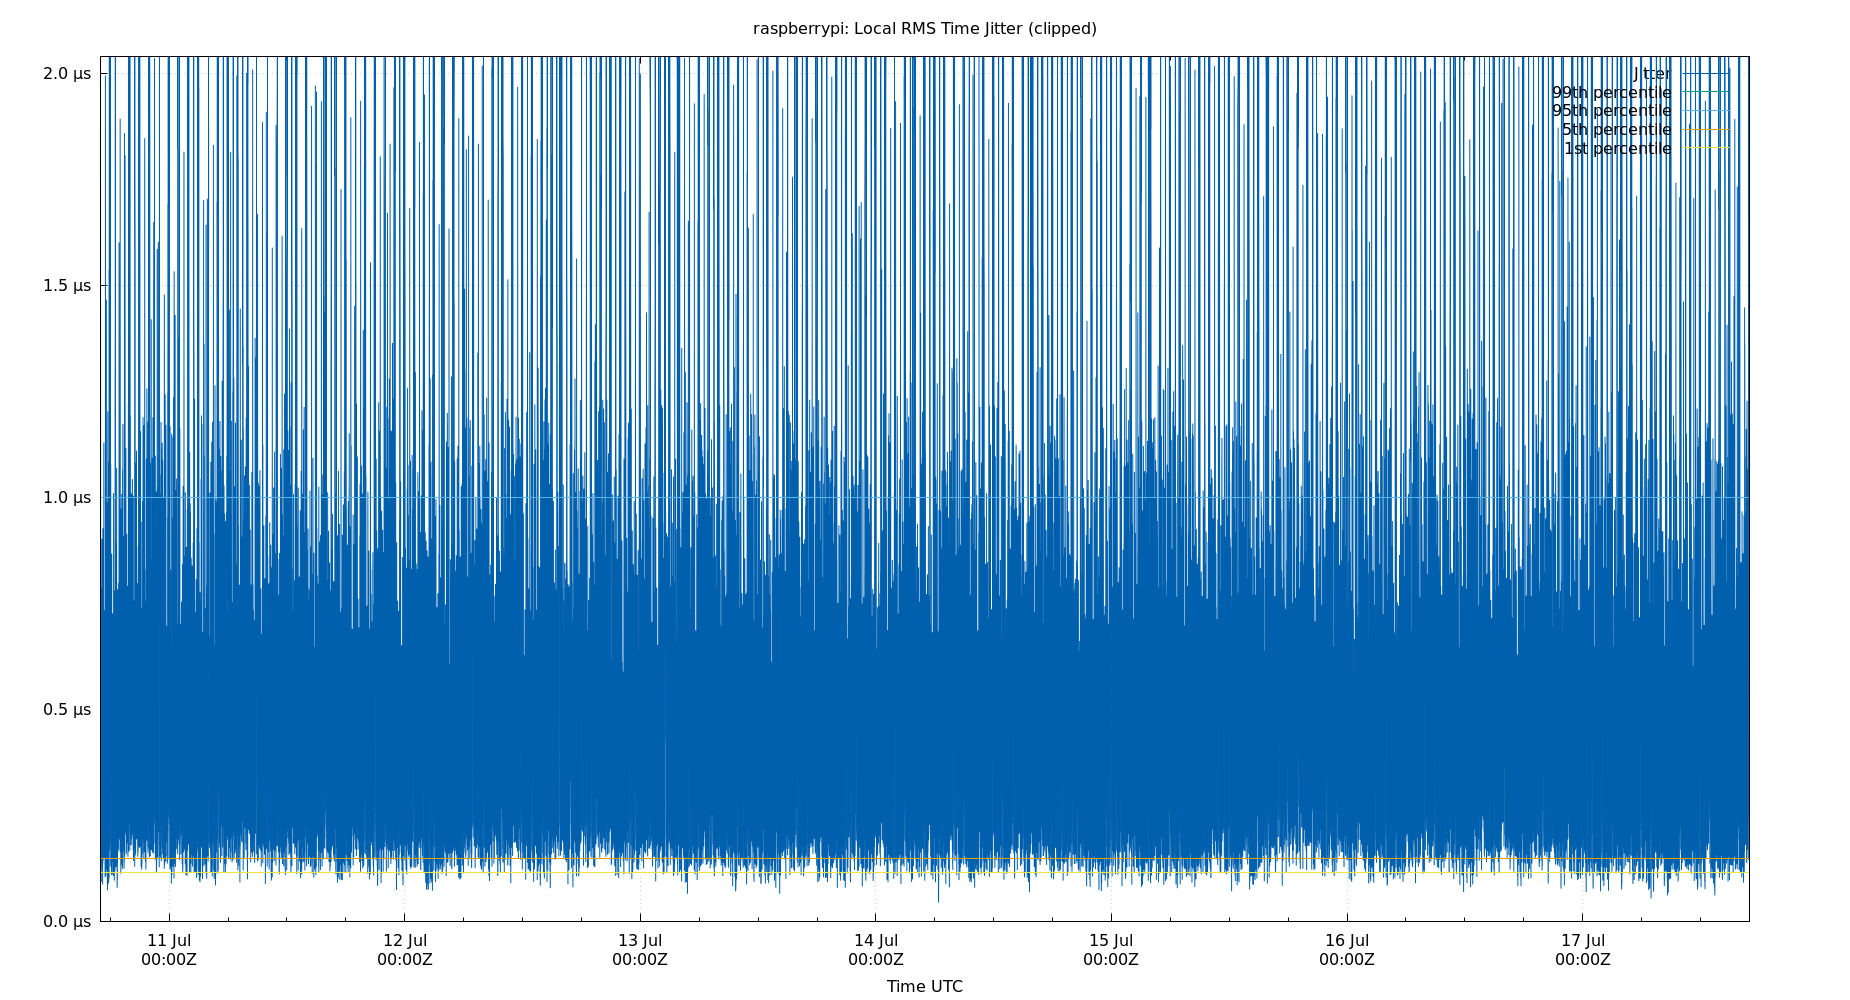 raspberrypi: Local RMS Time Jitter (clipped)
2.0 μs
1.5 μs
1.0 μs
0.5 μs
0.0 μs
Jitter
99th percentile
95th percentile
5th percentile
1st percentile
11 Jul
00:00Z
12 Jul
00:00Z
13 Jul
00:00Z
14 Jul
00:00Z
15 Jul
00:00Z
16 Jul
00:00Z
17 Jul
00:00Z
Time UTC